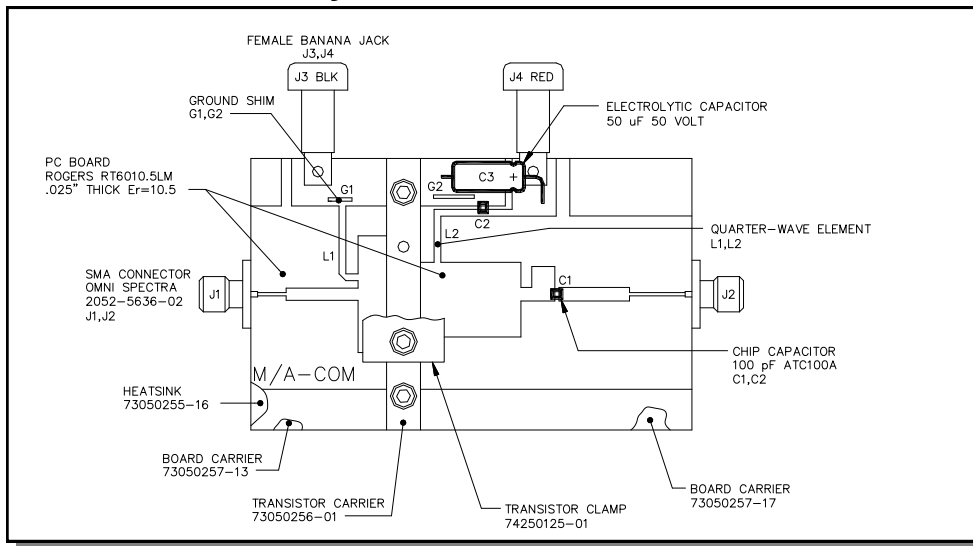 FEMALE BANANA JACK
J3,J4
J3 BLK
J4 RED
GROUND SHIM
G1,G2
ELECTROLYTIC CAPACITOR
50 uF 50 VOLT
PC BOARD
ROGERS RT6010.5LM
.025" THICK Er=10.5
G1
G2
C3 +
C2
L1
L2
QUARTER-WAVE ELEMENT
L1,L2
SMA CONNECTOR
OMNI SPECTRA
2052-5636-02
J1,J2
J1
C1
J2
CHIP CAPACITOR
100 pF ATC100A
C1,C2
M/A-COM
HEATSINK
73050255-16
BOARD CARRIER
73050257-13
TRANSISTOR CARRIER
73050256-01
TRANSISTOR CLAMP
74250125-01
BOARD CARRIER
73050257-17